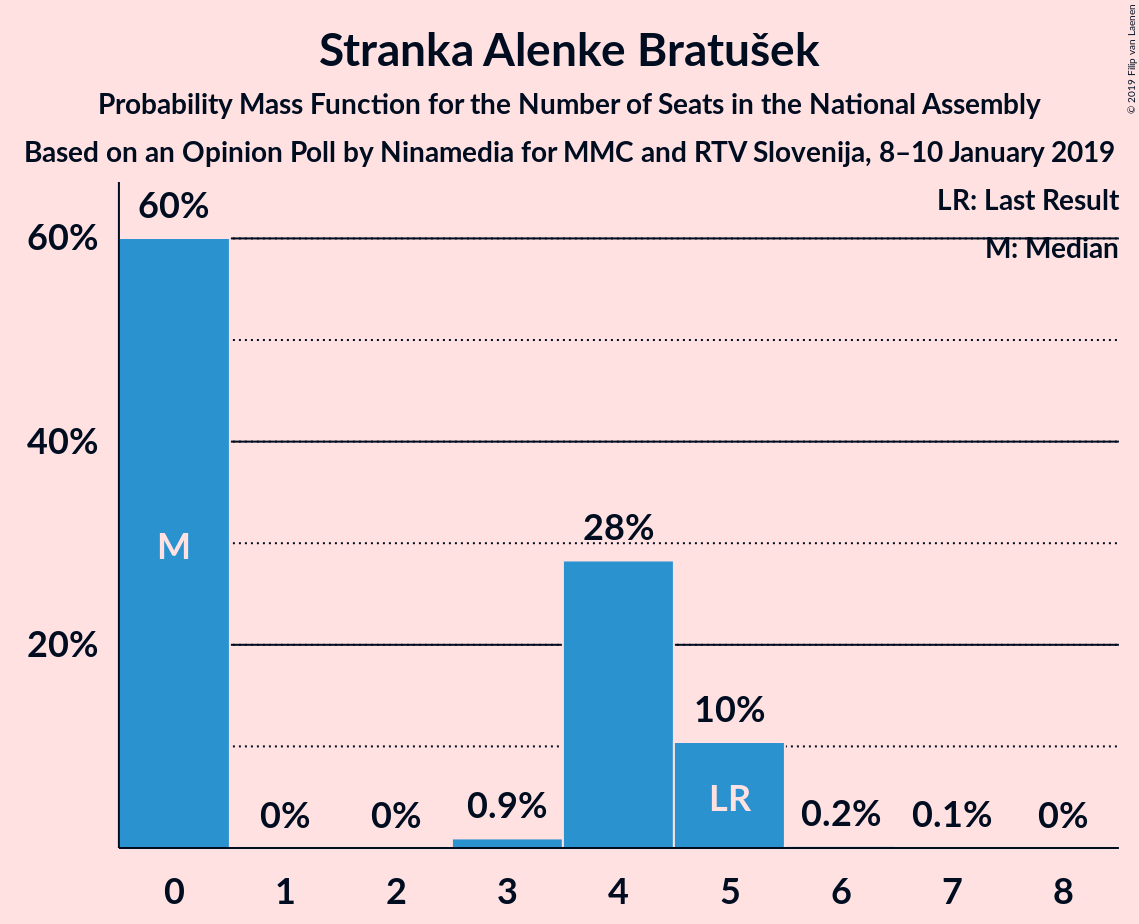 Stranka Alenke Bratušek
Probability Mass Function for the Number of Seats in the National Assembly
Based on an Opinion Poll by Ninamedia for MMC and RTV Slovenija, 8–10 January 2019
© 2019 Filip van Laenen
LR: Last Result
M: Median
60%
40%
20%
60%
0%
0%
0.9%
28%
10%
0.2%
0.1%
0%
M
LR
0 1 2 3 4 5 6 7 8